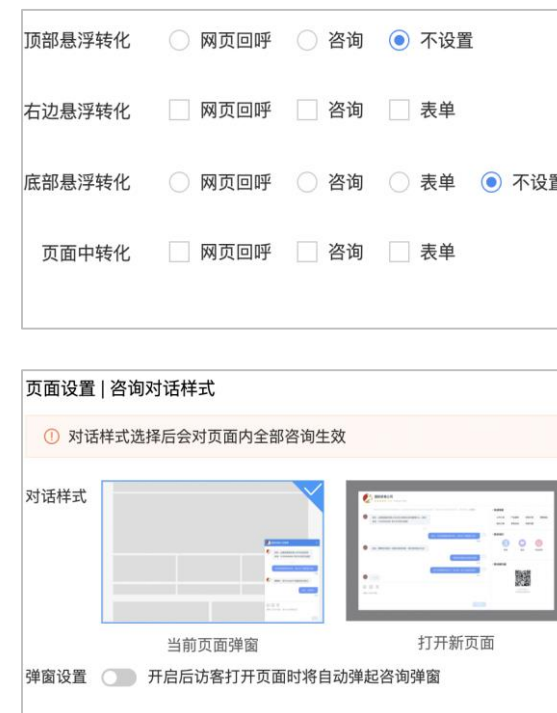 顶部悬浮转化 网页回呼 咨询 不设置
右边悬浮转化 网页回呼 咨询 表单
底部悬浮转化 网页回呼 咨询 表单 不设置
页面中转化 网页回呼 咨询 表单
页面设置 | 咨询对话样式
对话样式选择后会对页面内全部咨询生效
对话样式
当前页面弹窗 打开新页面
弹窗设置 开启后访客打开页面时将自动弹起咨询弹窗